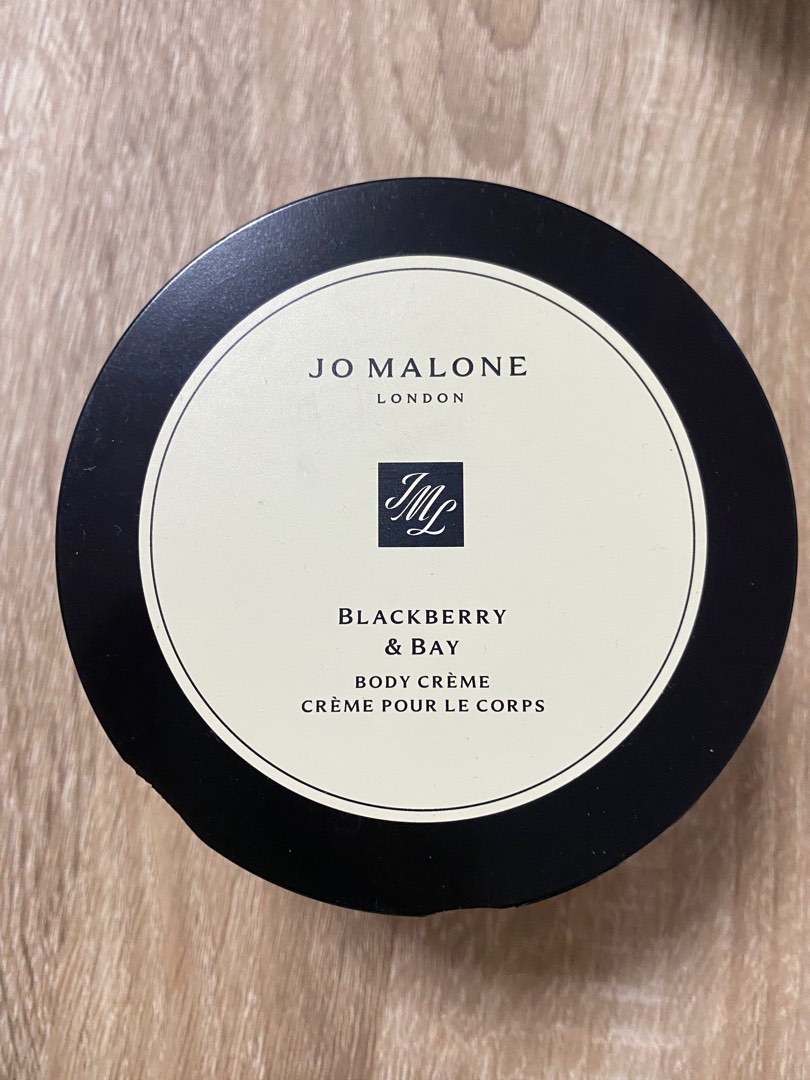 JO MALONE
LONDON
JML
BLACKBERRY
& BAY
BODY CRÈME
CRÈME POUR LE CORPS